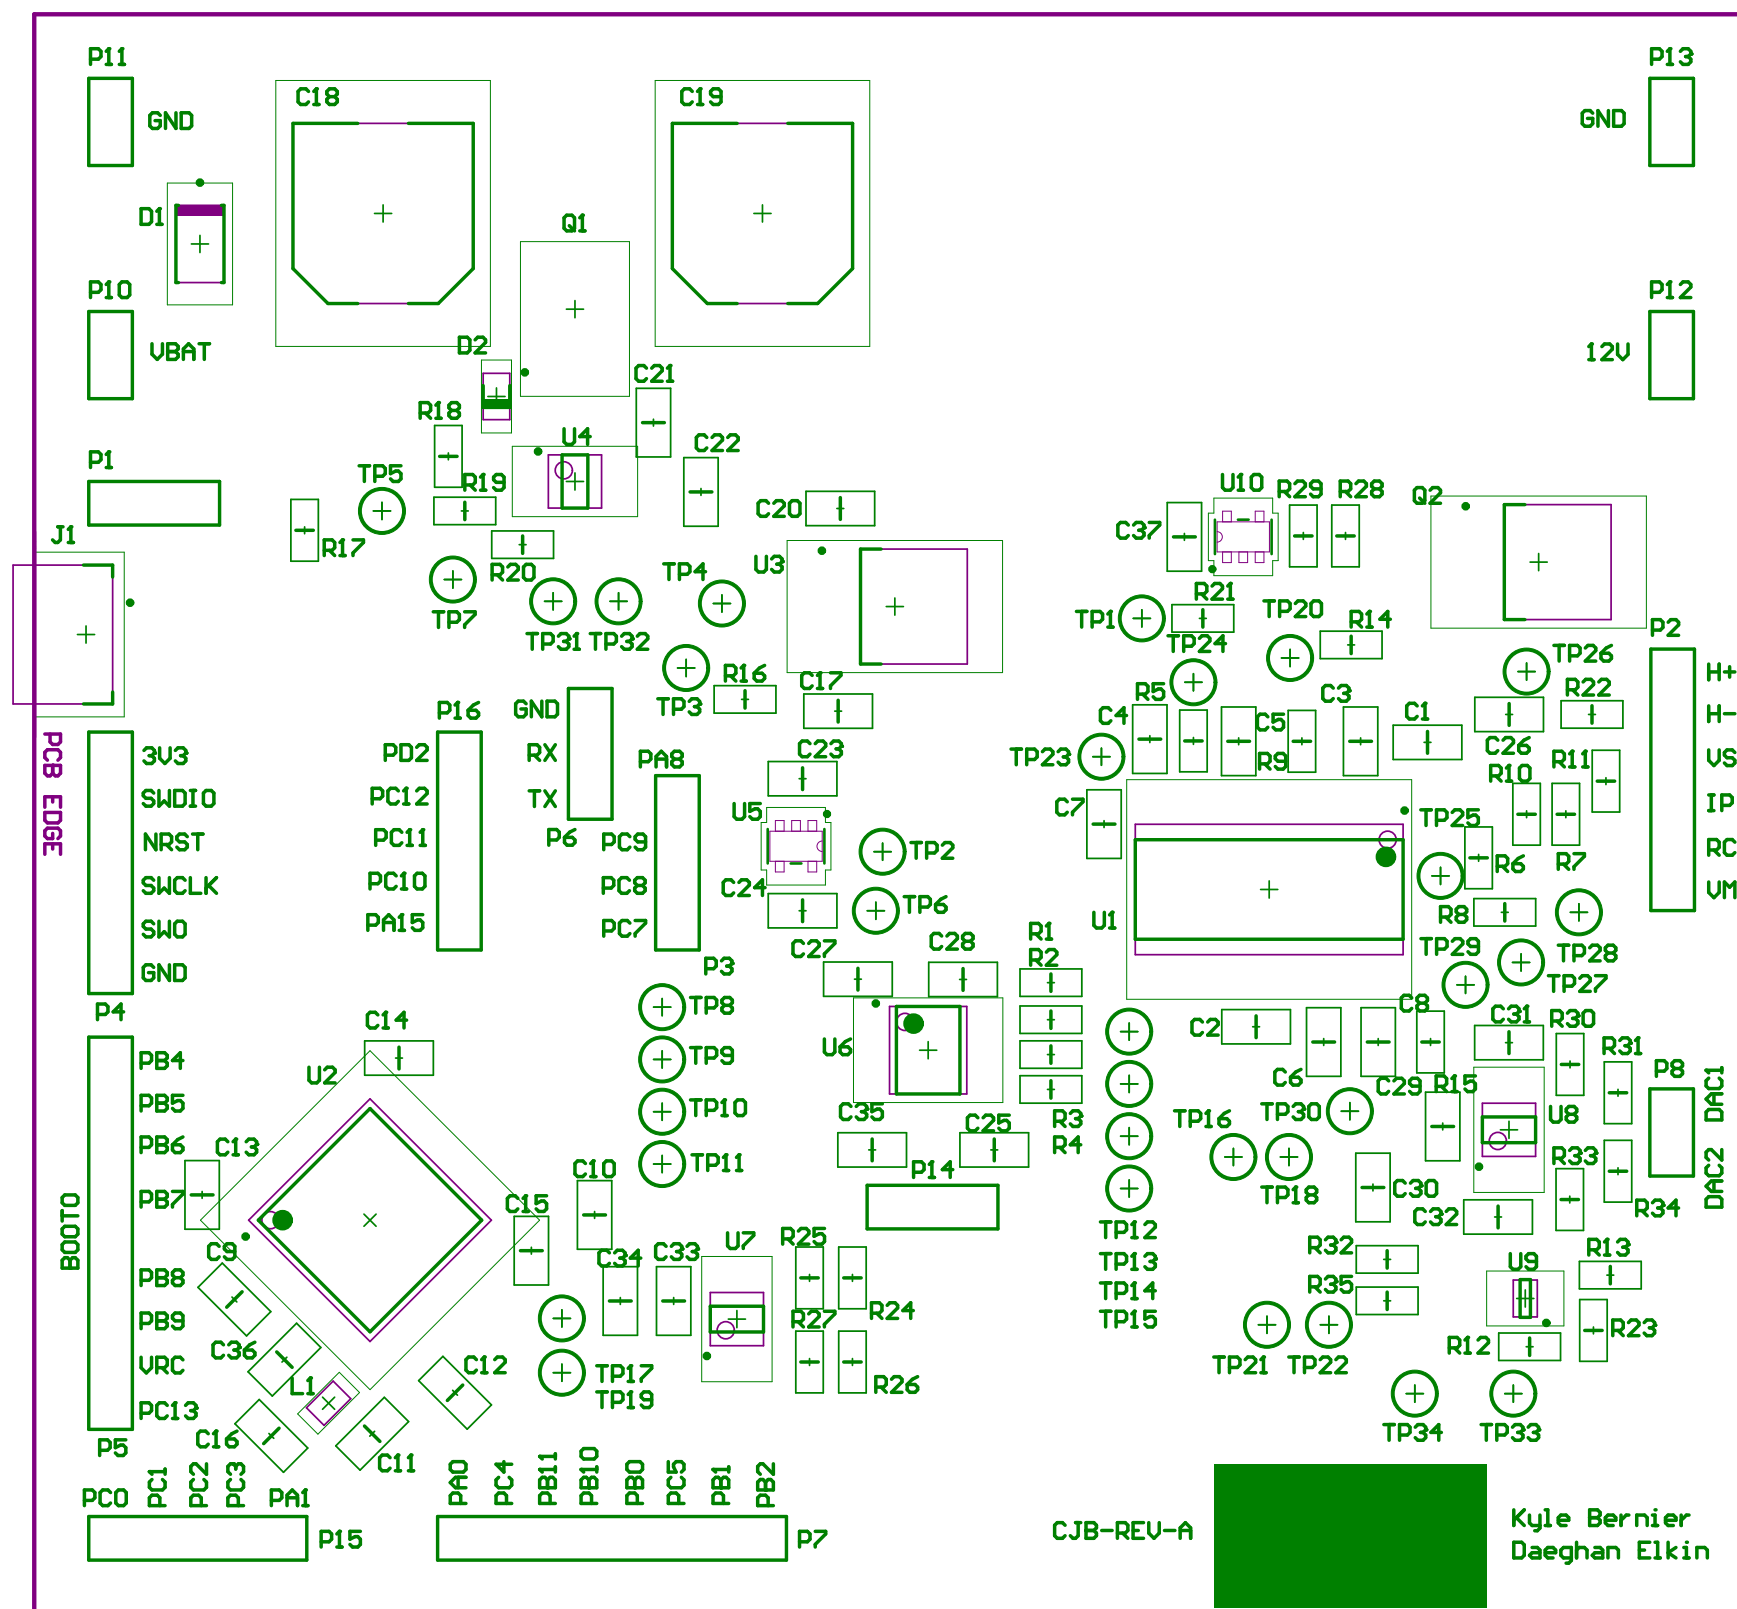 P11
P13
C18
C19
GND
GND
D1
Q1
P10
P12
VBAT
D2
12V
C21
R18
U4
C22
P1
TP5
R19
U10
R29
R28
Q2
C20
C37
J1
R17
R20
U3
TP4
R21
TP7
TP1
TP20
R14
TP31
TP32
TP24
P2
TP26
R16
C17
H+
R5
C3
R22
P16
GND
TP3
C4
C5
C1
H-
PCB EDGE
3V3
PD2
RX
PA8
C23
TP23
R9
C26
R11
VS
R10
SWDIO
PC12
TX
U5
C7
TP25
IP
NRST
PC11
P6
PC9
TP2
R6
R7
RC
SWCLK
PC10
PC8
C24
TP6
VM
SWO
PA15
PC7
U1
R8
R1
C27
C28
TP29
TP28
GND
P3
R2
TP27
P4
TP8
C14
C2
C8
C31
R30
U6
R31
PB4
U2
TP9
P8
C6
C29
R15
PB5
TP10
C35
C25
R3
TP16
TP30
U8
DAC1
PB6
C13
R4
TP11
P14
R33
C10
PB7
C15
TP18
C30
DAC2
R34
C32
BOOT0
TP12
C9
C34
C33
U7
R25
R32
R13
TP13
U9
PB8
TP14
R35
PB9
R27
R24
TP15
R23
C36
R12
VRC
C12
TP17
TP21
TP22
L1
TP19
R26
PC13
C16
TP34
TP33
P5
C11
PC0
PC1
PC2
PC3
PA1
PA0
PC4
PB11
PB10
PB0
PC5
PB1
PB2
P15
P7
CJB-REV-A
Kyle Bernier
Daeghan Elkin